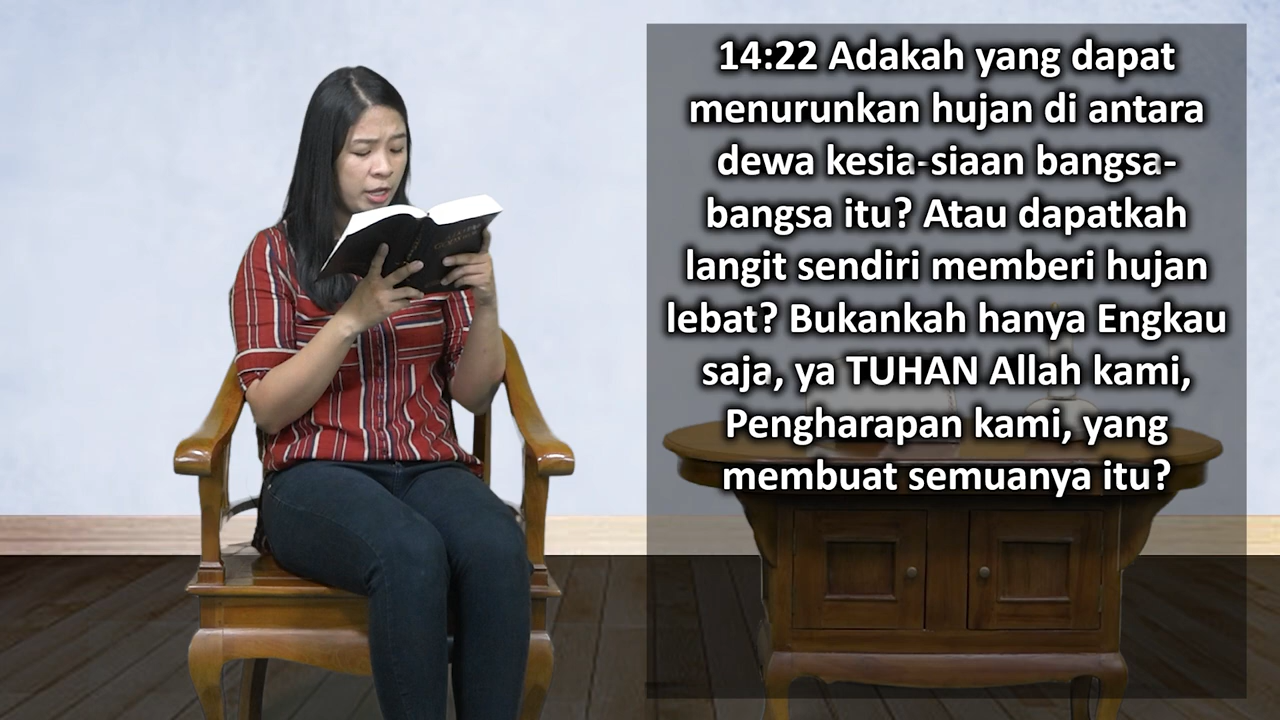 14:22 Adakah yang dapat
menurunkan hujan di antara
dewa kesia-siaan bangsa-
bangsa itu? Atau dapatkah
langit sendiri memberi hujan
lebat? Bukankah hanya Engkau
saja, ya TUHAN Allah kami,
Pengharapan kami, yang
membuat semuanya itu?